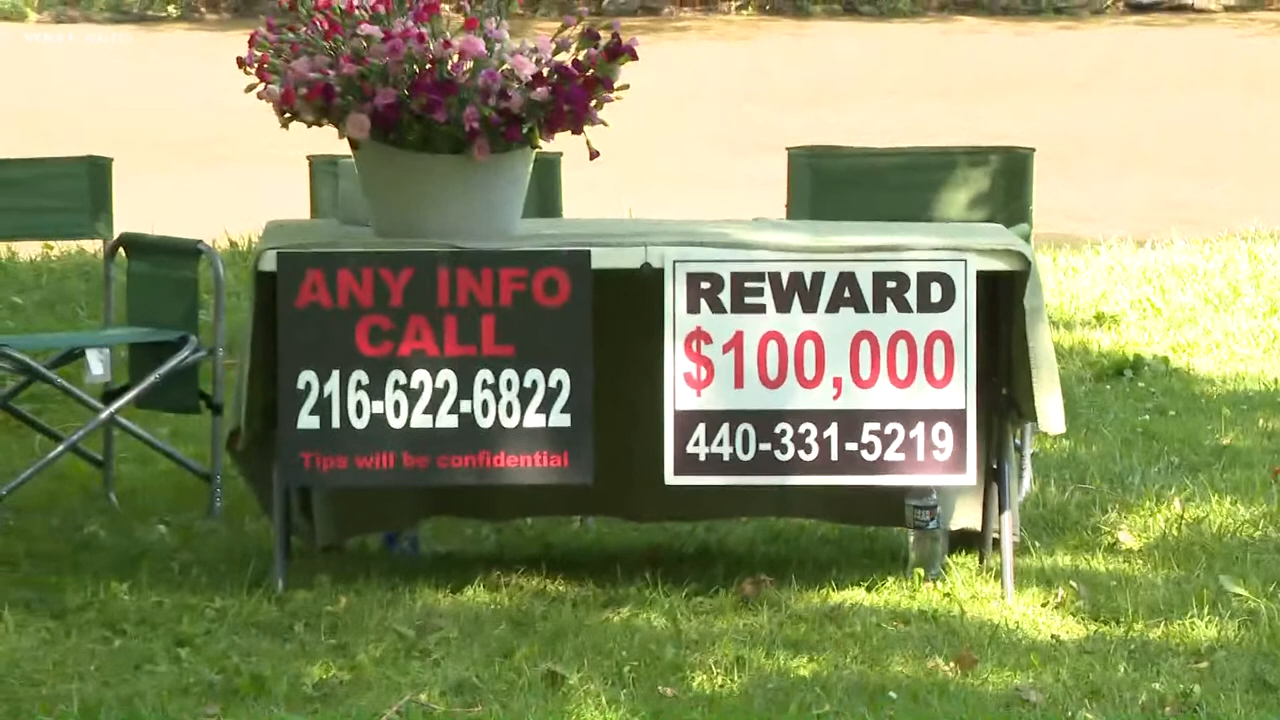 ANY INFO
CALL
216-622-6822
Tips will be confidential
REWARD
$100,000
440-331-5219